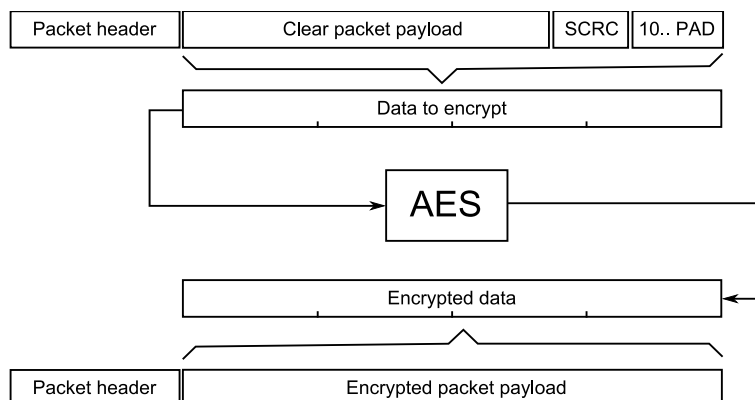 Packet header Clear packet payload SCRC 10.. PAD
Data to encrypt
AES
Encrypted data
Packet header Encrypted packet payload